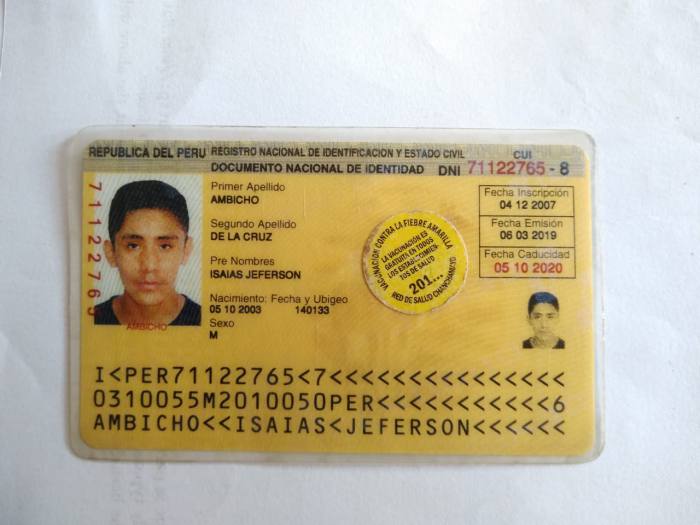 REPUBLICA DEL PERU REGISTRO NACIONAL DE IDENTIFICACION Y ESTADO CIVIL CUI
DOCUMENTO NACIONAL DE IDENTIDAD DNI 71122765 - 8
71122765
Primer Apellido
AMBICHO
Segundo Apellido
DE LA CRUZ
Pre Nombres
ISAIAS JEFERSON
Nacimiento: Fecha y Ubigeo
05 10 2003 140133
Sexo
M
AMBICHO
VACUNACION CONTRA LA FIEBRE AMARILLA
LA VACUNACIÓN ES
GRATUITA EN TODOS
LOS ESTABLECIMIEN-
TOS DE SALUD
201...
RED DE SALUD CHANCHAMAYO
Fecha Inscripción
04 12 2007
Fecha Emisión
06 03 2019
Fecha Caducidad
05 10 2020
I<PER71122765<7<<<<<<<<<<<<<<<
0310055M2010050PER<<<<<<<<<<<6
AMBICHO<<ISAIAS<JEFERSON<<<<<<